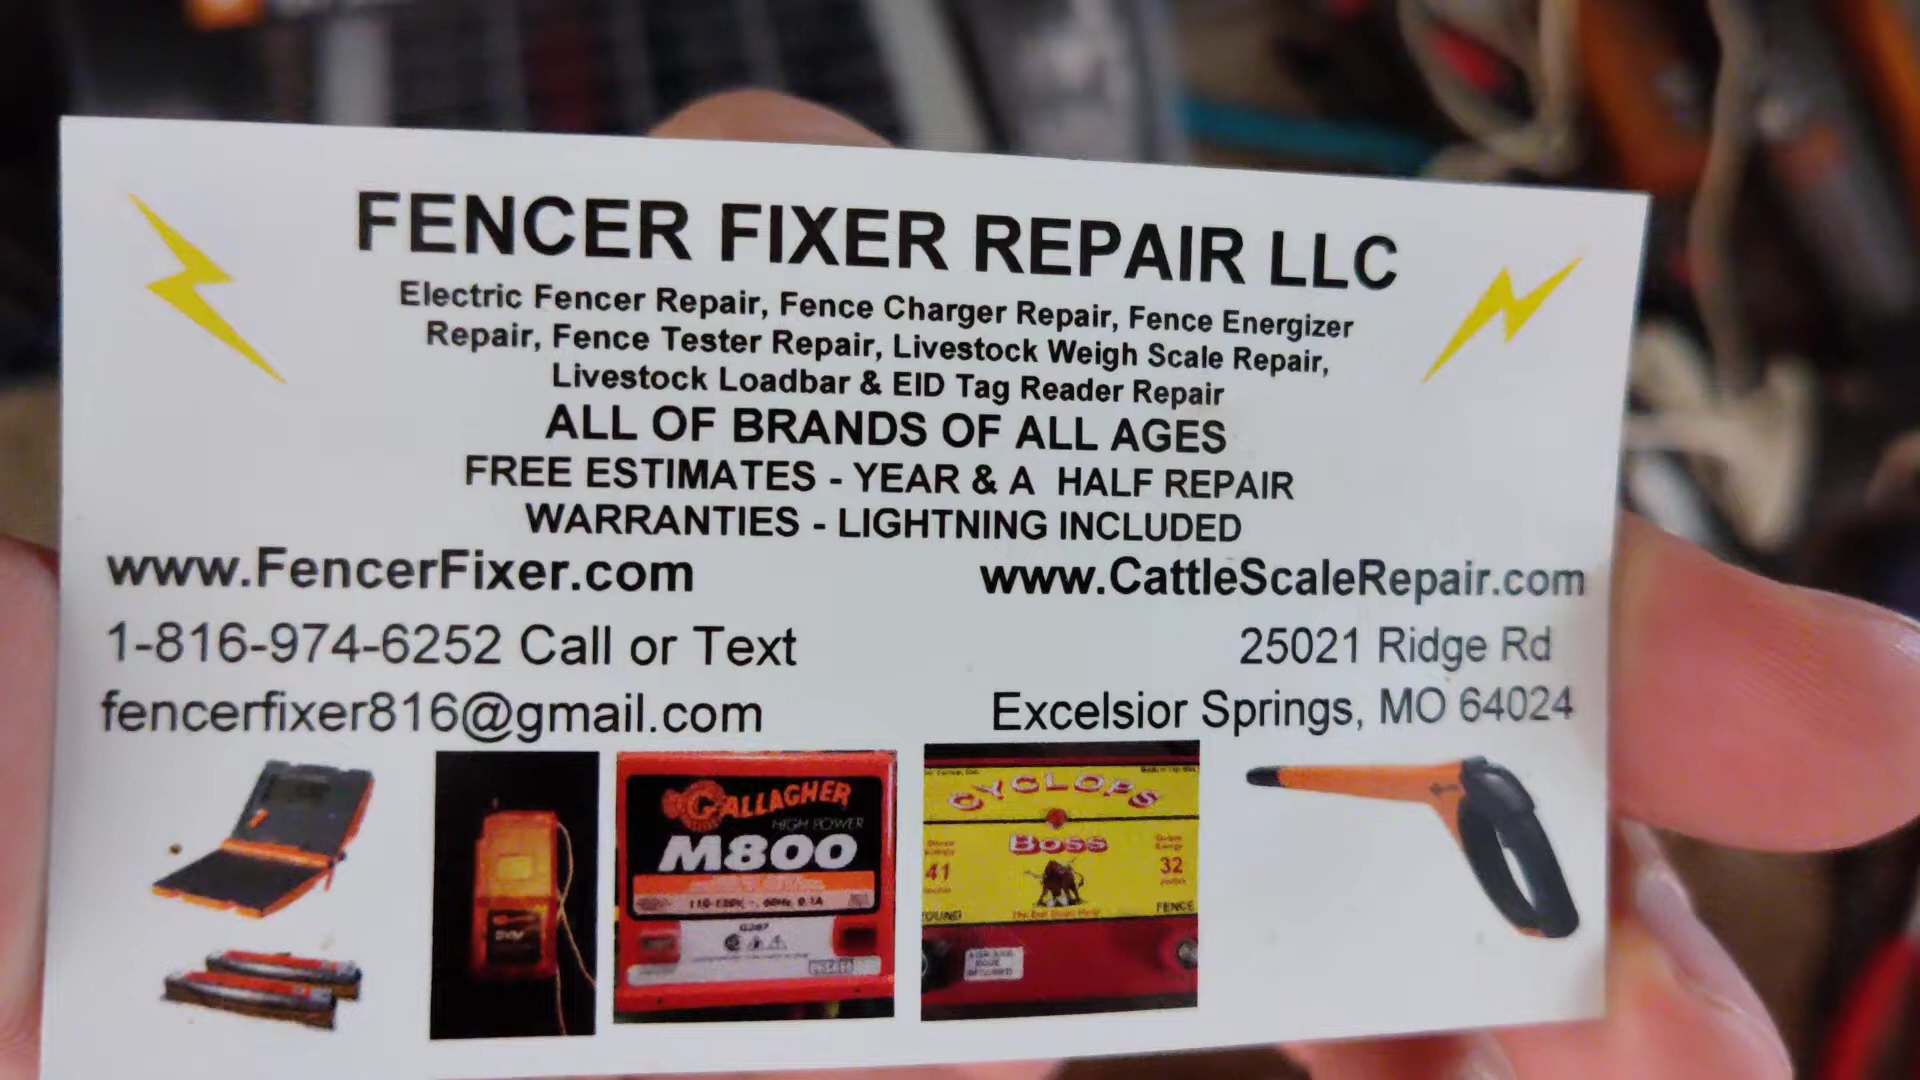 FENCER FIXER REPAIR LLC
Electric Fencer Repair, Fence Charger Repair, Fence Energizer
Repair, Fence Tester Repair, Livestock Weigh Scale Repair,
Livestock Loadbar & EID Tag Reader Repair
ALL OF BRANDS OF ALL AGES
FREE ESTIMATES - YEAR & A HALF REPAIR
WARRANTIES - LIGHTNING INCLUDED
www.FencerFixer.com
www.CattleScaleRepair.com
1-816-974-6252 Call or Text
25021 Ridge Rd
fencerfixer816@gmail.com
Excelsior Springs, MO 64024
GALLAGHER
HIGH POWER
M800
CYCLOPS
BOSS
41
32
FENCE